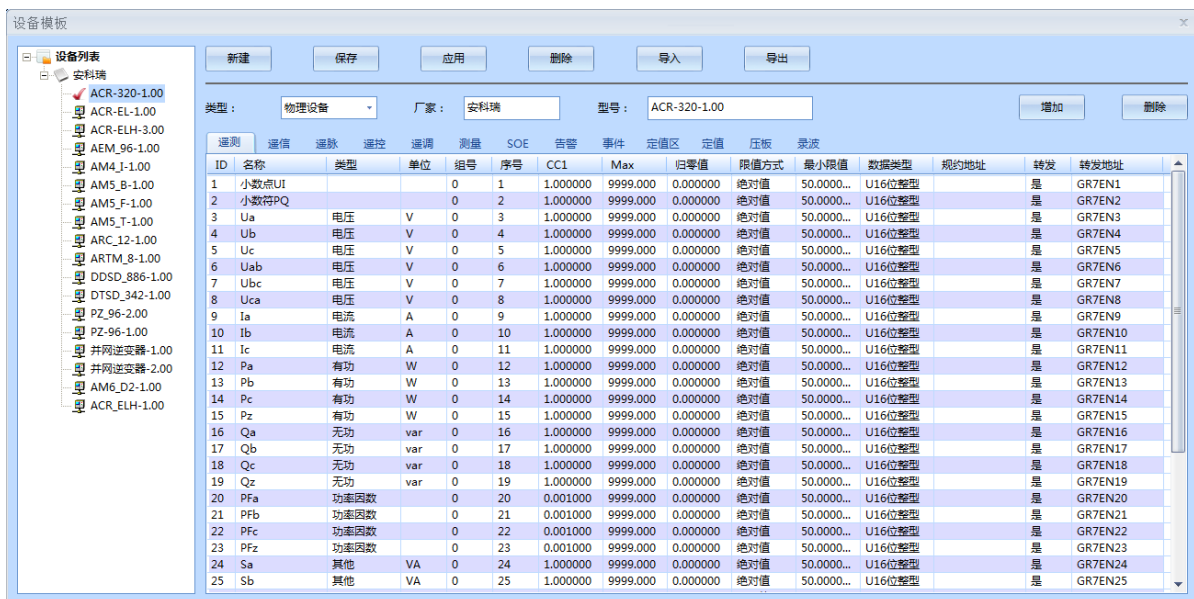 设备模板
设备列表
安科瑞
ACR-320-1.00
ACR-EL-1.00
ACR-ELH-3.00
AEM_96-1.00
AM4_I-1.00
AM5_B-1.00
AM5_F-1.00
AM5_T-1.00
ARC_12-1.00
ARTM_8-1.00
DDSD_886-1.00
DTSD_342-1.00
PZ_96-2.00
PZ-96-1.00
并网逆变器-1.00
并网逆变器-2.00
AM6_D2-1.00
ACR_ELH-1.00
新建 保存 应用 删除 导入 导出
类型： 物理设备 厂家： 安科瑞 型号： ACR-320-1.00 增加 删除
遥测 遥信 遥脉 遥控 遥调 测量 SOE 告警 事件 定值区 定值 压板 录波
ID 名称 类型 单位 组号 序号 CC1 Max 归零值 限值方式 最小限值 数据类型 规约地址 转发 转发地址
1 小数点UI 0 1 1.000000 9999.000 0.000000 绝对值 50.0000... U16位整型 是 GR7EN1
2 小数符PQ 0 2 1.000000 9999.000 0.000000 绝对值 50.0000... U16位整型 是 GR7EN2
3 Ua 电压 V 0 3 1.000000 9999.000 0.000000 绝对值 50.0000... U16位整型 是 GR7EN3
4 Ub 电压 V 0 4 1.000000 9999.000 0.000000 绝对值 50.0000... U16位整型 是 GR7EN4
5 Uc 电压 V 0 5 1.000000 9999.000 0.000000 绝对值 50.0000... U16位整型 是 GR7EN5
6 Uab 电压 V 0 6 1.000000 9999.000 0.000000 绝对值 50.0000... U16位整型 是 GR7EN6
7 Ubc 电压 V 0 7 1.000000 9999.000 0.000000 绝对值 50.0000... U16位整型 是 GR7EN7
8 Uca 电压 V 0 8 1.000000 9999.000 0.000000 绝对值 50.0000... U16位整型 是 GR7EN8
9 Ia 电流 A 0 9 1.000000 9999.000 0.000000 绝对值 50.0000... U16位整型 是 GR7EN9
10 Ib 电流 A 0 10 1.000000 9999.000 0.000000 绝对值 50.0000... U16位整型 是 GR7EN10
11 Ic 电流 A 0 11 1.000000 9999.000 0.000000 绝对值 50.0000... U16位整型 是 GR7EN11
12 Pa 有功 W 0 12 1.000000 9999.000 0.000000 绝对值 50.0000... U16位整型 是 GR7EN12
13 Pb 有功 W 0 13 1.000000 9999.000 0.000000 绝对值 50.0000... U16位整型 是 GR7EN13
14 Pc 有功 W 0 14 1.000000 9999.000 0.000000 绝对值 50.0000... U16位整型 是 GR7EN14
15 Pz 有功 W 0 15 1.000000 9999.000 0.000000 绝对值 50.0000... U16位整型 是 GR7EN15
16 Qa 无功 var 0 16 1.000000 9999.000 0.000000 绝对值 50.0000... U16位整型 是 GR7EN16
17 Qb 无功 var 0 17 1.000000 9999.000 0.000000 绝对值 50.0000... U16位整型 是 GR7EN17
18 Qc 无功 var 0 18 1.000000 9999.000 0.000000 绝对值 50.0000... U16位整型 是 GR7EN18
19 Qz 无功 var 0 19 1.000000 9999.000 0.000000 绝对值 50.0000... U16位整型 是 GR7EN19
20 PFa 功率因数 0 20 0.001000 9999.000 0.000000 绝对值 50.0000... U16位整型 是 GR7EN20
21 PFb 功率因数 0 21 0.001000 9999.000 0.000000 绝对值 50.0000... U16位整型 是 GR7EN21
22 PFc 功率因数 0 22 0.001000 9999.000 0.000000 绝对值 50.0000... U16位整型 是 GR7EN22
23 PFz 功率因数 0 23 0.001000 9999.000 0.000000 绝对值 50.0000... U16位整型 是 GR7EN23
24 Sa 其他 VA 0 24 1.000000 9999.000 0.000000 绝对值 50.0000... U16位整型 是 GR7EN24
25 Sb 其他 VA 0 25 1.000000 9999.000 0.000000 绝对值 50.0000... U16位整型 是 GR7EN25